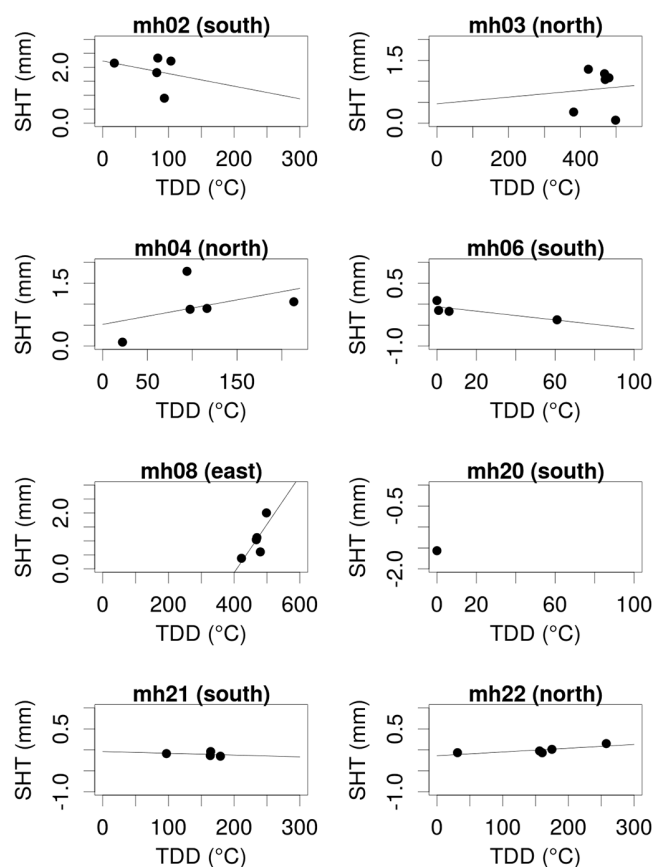 mh02 (south)
SHT (mm)
0.0 2.0
0 100 200 300
TDD (°C)
mh03 (north)
SHT (mm)
0.0 1.5
0 200 400
TDD (°C)
mh04 (north)
SHT (mm)
0.0 1.5
0 50 150
TDD (°C)
mh06 (south)
SHT (mm)
-1.0 0.5
0 20 60 100
TDD (°C)
mh08 (east)
SHT (mm)
0.0 2.0
0 200 400 600
TDD (°C)
mh20 (south)
SHT (mm)
-2.0 -0.5
0 20 60 100
TDD (°C)
mh21 (south)
SHT (mm)
-1.0 0.5
0 100 200 300
TDD (°C)
mh22 (north)
SHT (mm)
-1.0 0.5
0 100 200 300
TDD (°C)